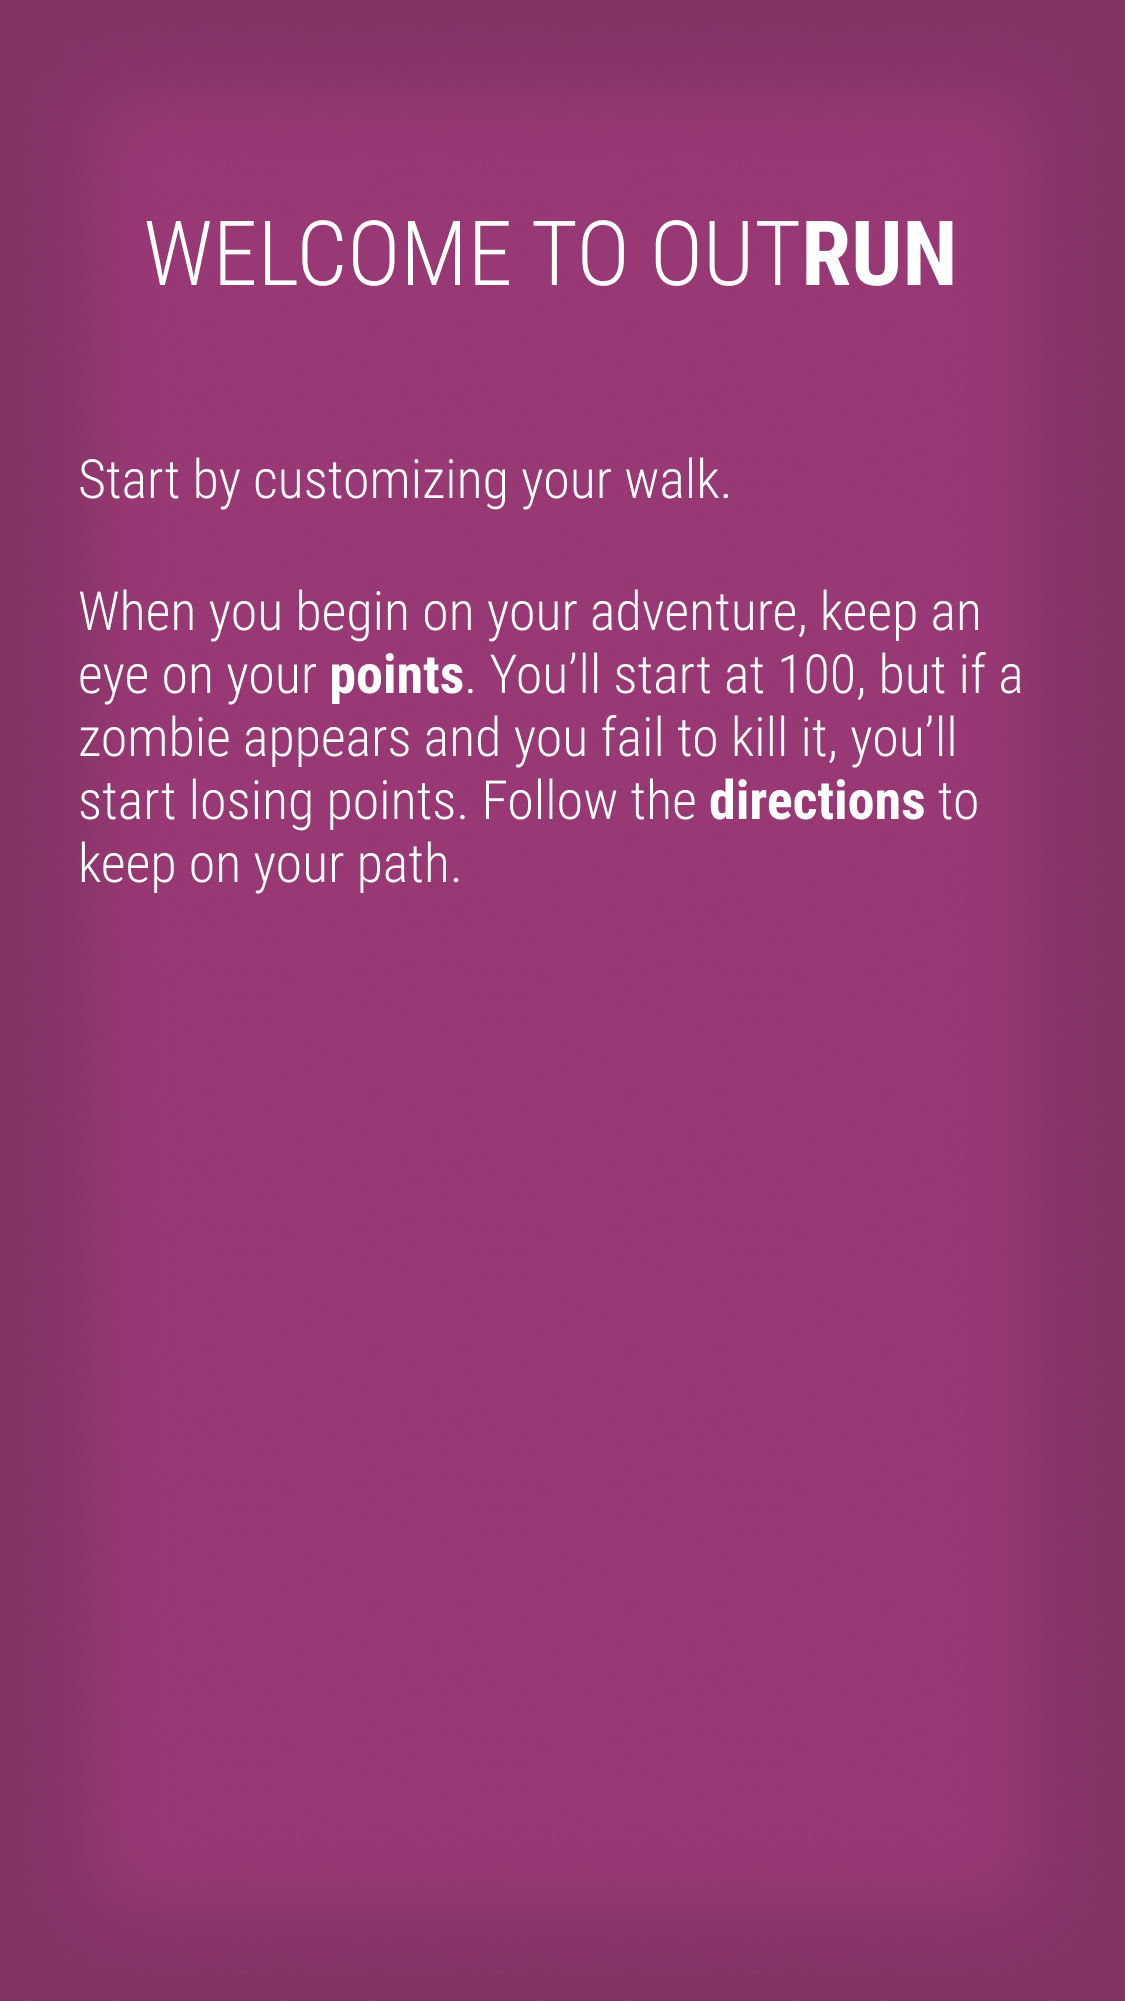 WELCOME TO OUTRUN
Start by customizing your walk.
When you begin on your adventure, keep an
eye on your points. You’ll start at 100, but if a
zombie appears and you fail to kill it, you’ll
start losing points. Follow the directions to
keep on your path.